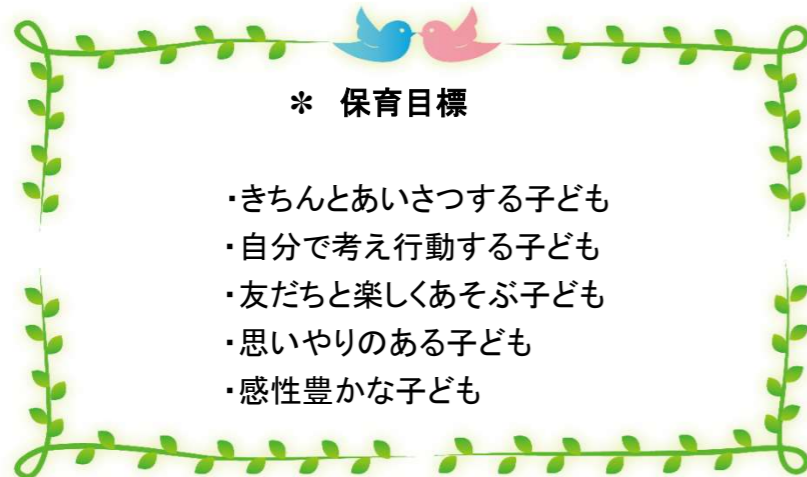 ＊ 保育目標
・きちんとあいさつする子ども
・自分で考え行動する子ども
・友だちと楽しくあそぶ子ども
・思いやりのある子ども
・感性豊かな子ども